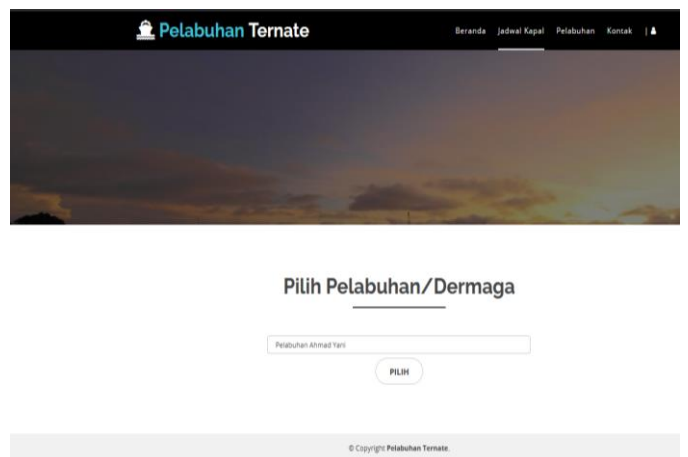 Pelabuhan Ternate
Beranda Jadwal Kapal Pelabuhan Kontak |
Pilih Pelabuhan/Dermaga
Pelabuhan Ahmad Yani
PILIH
© Copyright Pelabuhan Ternate.